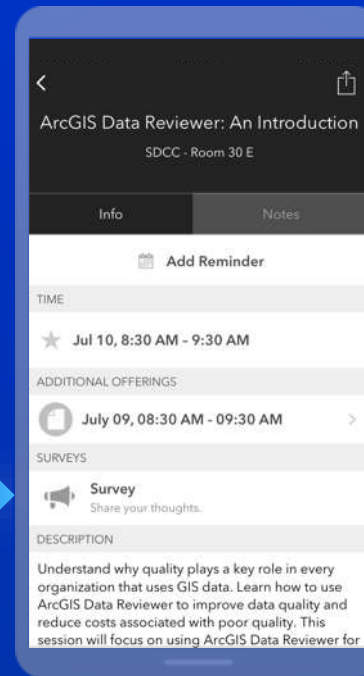 ArcGIS Data Reviewer: An Introduction
SDCC - Room 30 E
Info
Notes
Add Reminder
TIME
Jul 10, 8:30 AM – 9:30 AM
ADDITIONAL OFFERINGS
July 09, 08:30 AM - 09:30 AM
SURVEYS
Survey
Share your thoughts.
DESCRIPTION
Understand why quality plays a key role in every
organization that uses GIS data. Learn how to use
ArcGIS Data Reviewer to improve data quality and
reduce costs associated with poor quality. This
session will focus on using ArcGIS Data Reviewer for